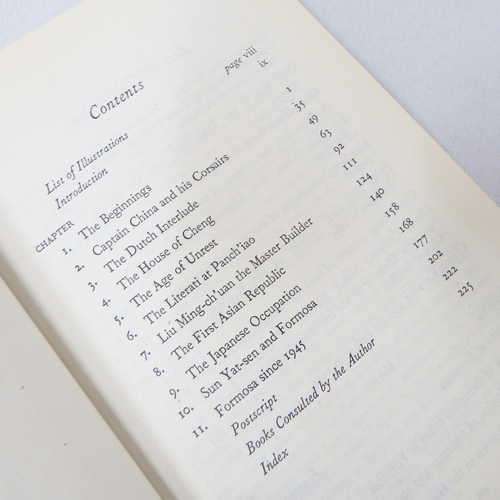 Contents
List of Illustrations page viii
Introduction ix
CHAPTER
1. The Beginnings 1
2. Captain China and his Corsairs 35
3. The Dutch Interlude 49
4. The House of Cheng 63
5. The Age of Unrest 92
6. The Literati at Panch'iao 111
7. Liu Ming-ch'uan the Master Builder 124
8. The First Asian Republic 140
9. The Japanese Occupation 158
10. Sun Yat-sen and Formosa 168
11. Formosa since 1945 177
Postscript 202
Books Consulted by the Author 222
Index 225